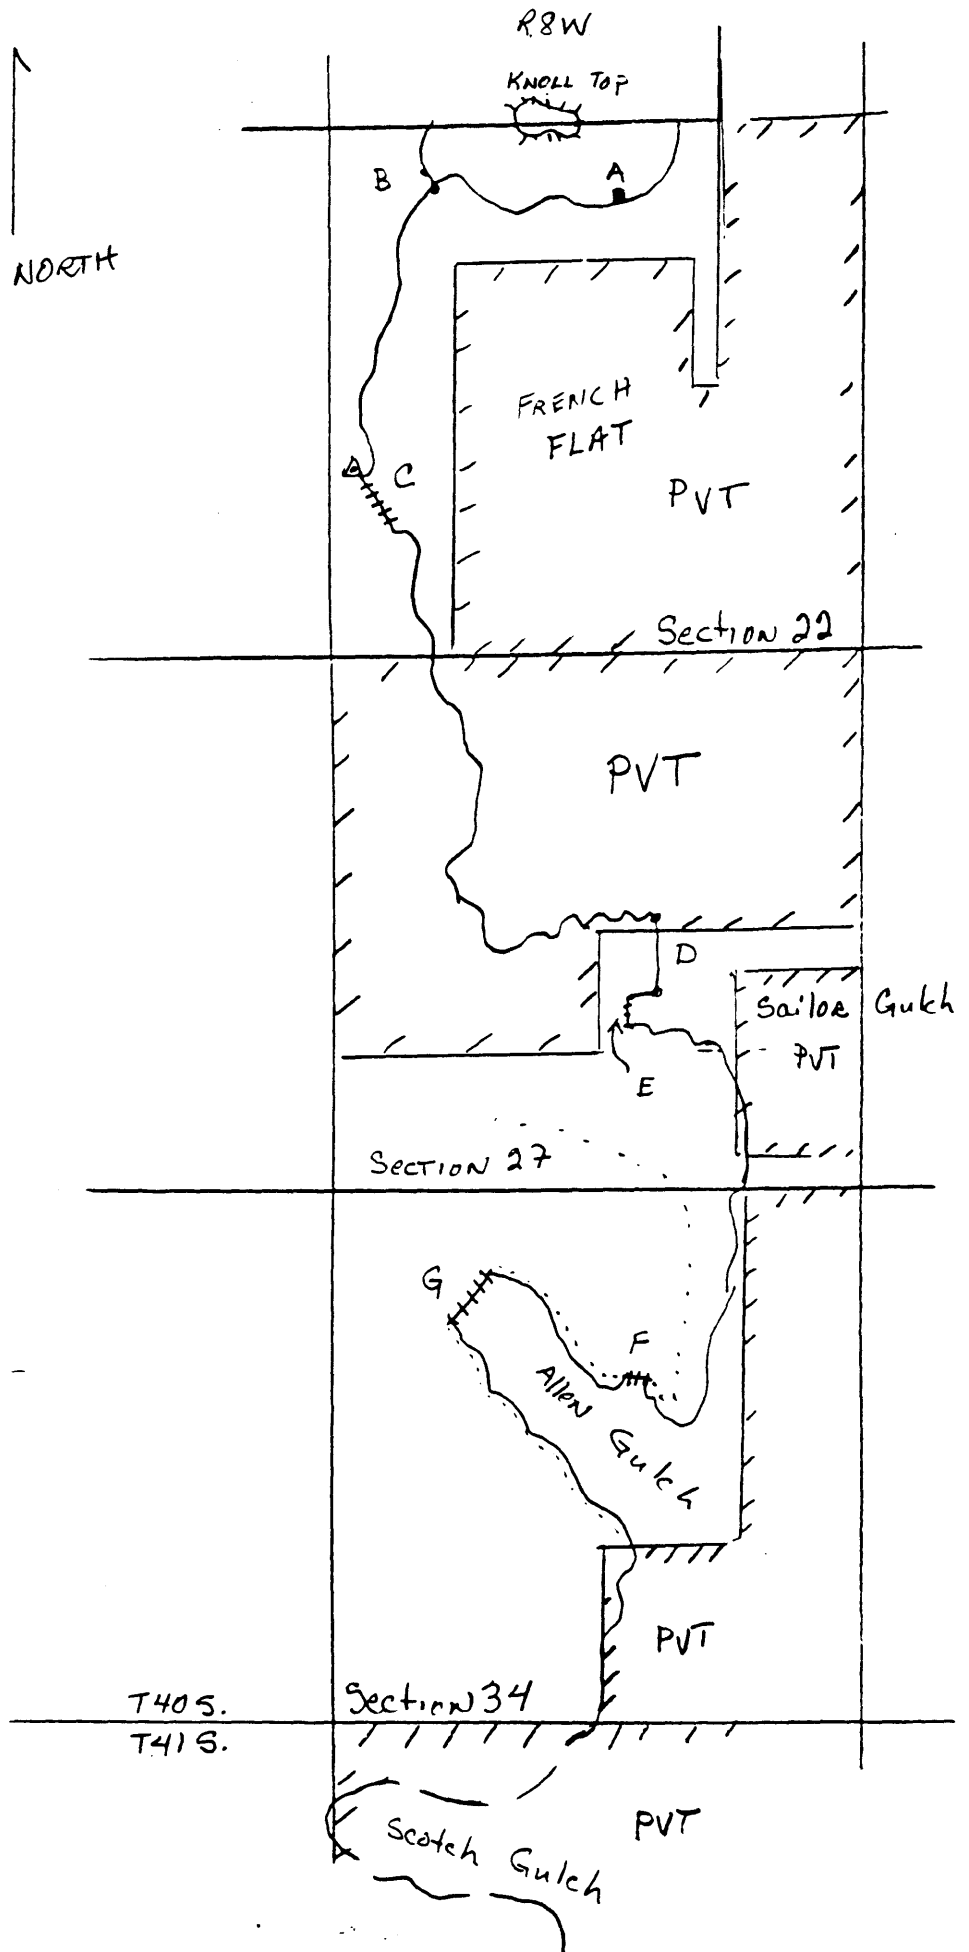 R8W
KNOLL TOP
B
A
NORTH
FRENCH
FLAT
C
PVT
Section 22
PVT
D
Sailor Gulch
PVT
E
SECTION 27
G
F
Allen
Gulch
PVT
T40S.
Section 34
T41S.
PVT
Scotch Gulch